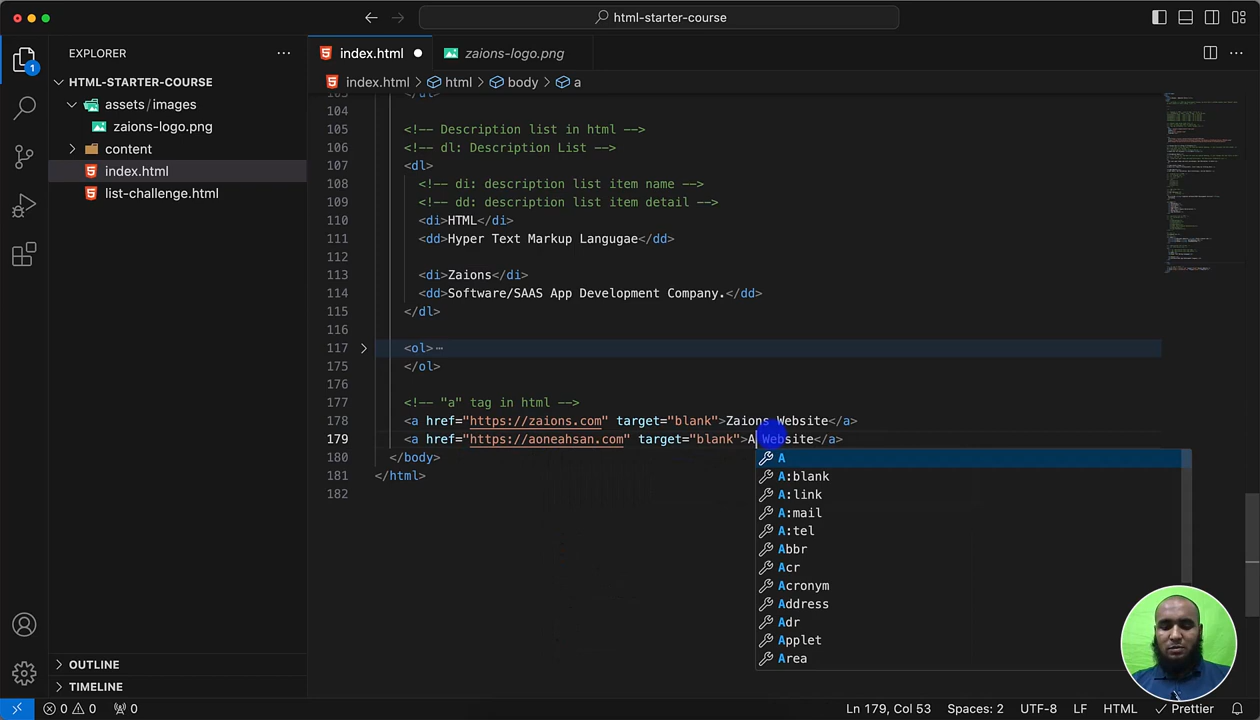 html-starter-course
EXPLORER
index.html
zaions-logo.png
HTML-STARTER-COURSE
index.html > html > body > a
assets/images
zaions-logo.png
content
index.html
list-challenge.html
104
105 <!-- Description list in html -->
106 <!-- dl: Description List -->
107 <dl>
108 <!-- di: description list item name -->
109 <!-- dd: description list item detail -->
110 <di>HTML</di>
111 <dd>Hyper Text Markup Langugae</dd>
112
113 <di>Zaions</di>
114 <dd>Software/SAAS App Development Company.</dd>
115 </dl>
116
117 <ol>⋯
175 </ol>
176
177 <!-- "a" tag in html -->
178 <a href="https://zaions.com" target="blank">Zaions Website</a>
179 <a href="https://aoneahsan.com" target="blank">A Website</a>
180 </body>
181 </html>
182
A
A:blank
A:link
A:mail
A:tel
Abbr
Acr
Acronym
Address
Adr
Applet
Area
OUTLINE
TIMELINE
1
0 0 0
Ln 179, Col 53 Spaces: 2 UTF-8 LF HTML Prettier